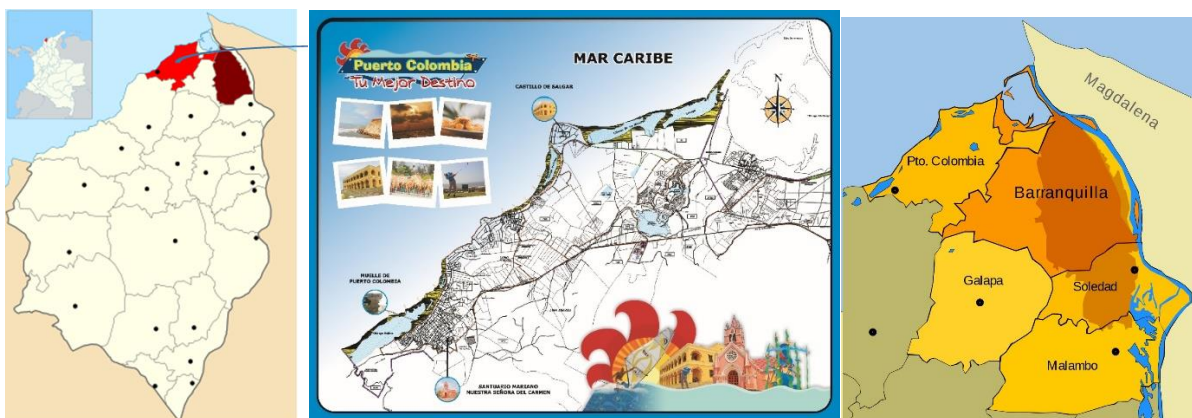 Puerto Colombia
Tu Mejor Destino
MAR CARIBE
CASTILLO DE SALGAR
N
MUELLE DE
PUERTO COLOMBIA
SANTUARIO MARIANO
NUESTRA SEÑORA DEL CARMEN
Magdalena
Pto. Colombia
Barranquilla
Galapa
Soledad
Malambo